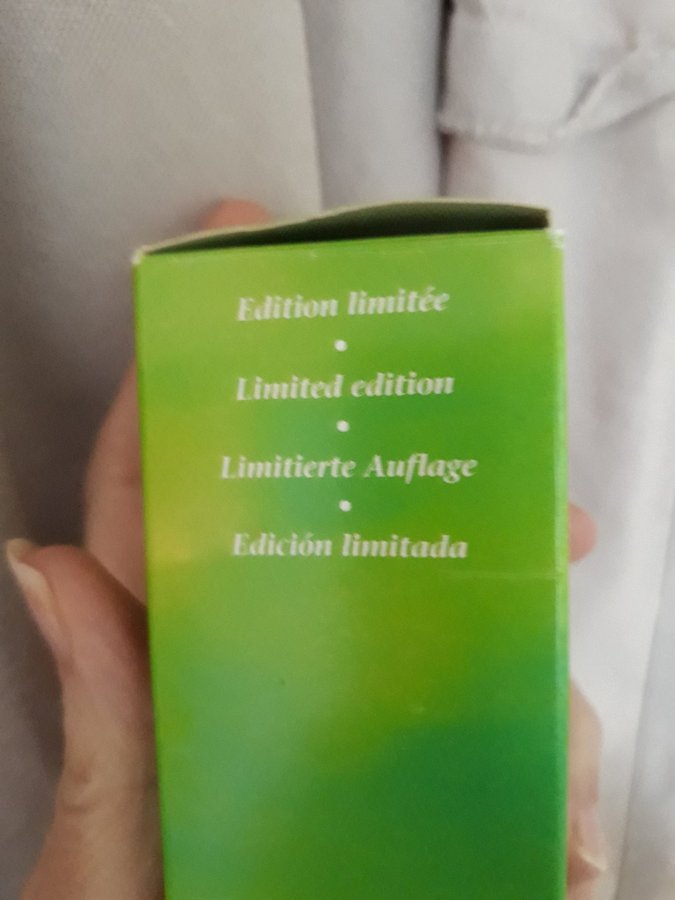 Edition limitée
•
Limited edition
•
Limitierte Auflage
•
Edición limitada